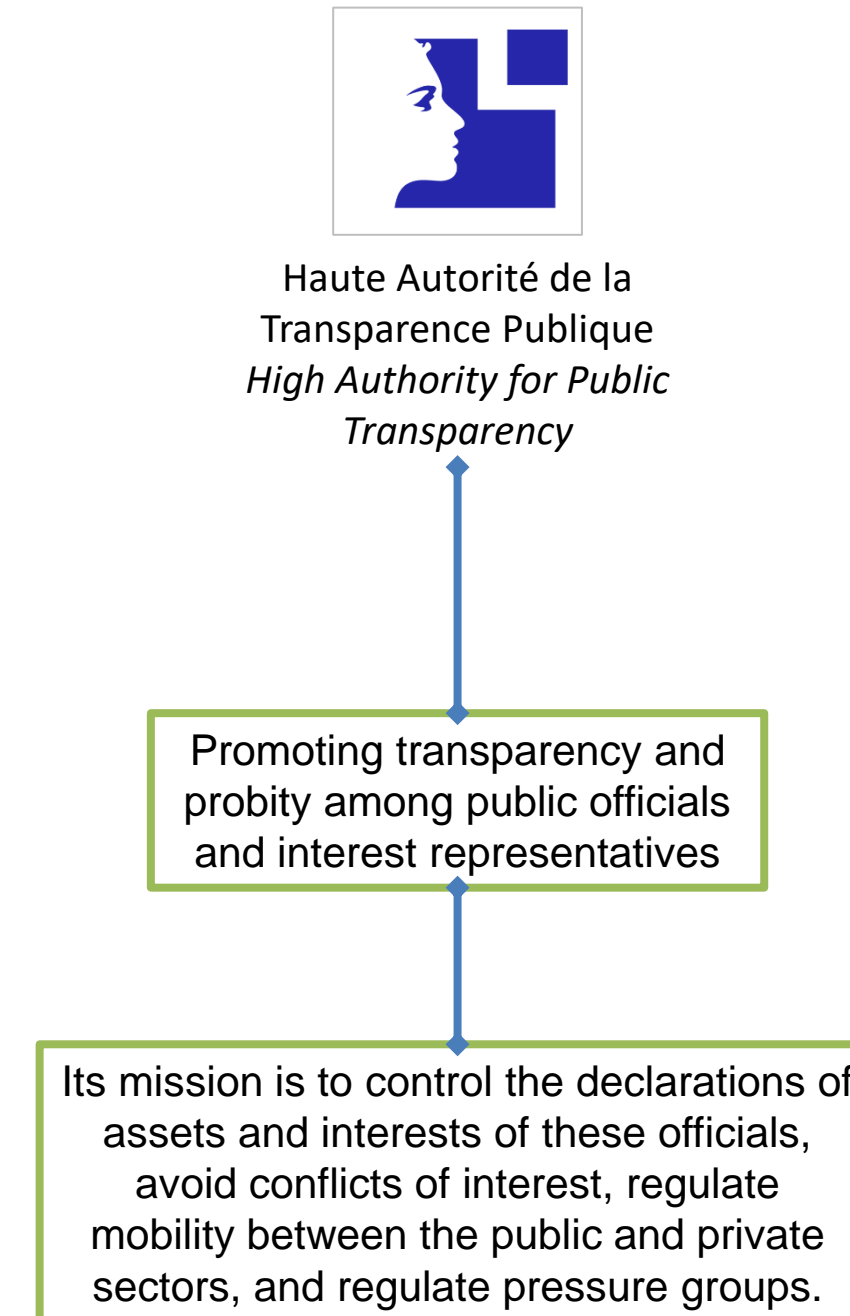 Haute Autorité de la
Transparence Publique
High Authority for Public
Transparency
Promoting transparency and
probity among public officials
and interest representatives
Its mission is to control the declarations of
assets and interests of these officials,
avoid conflicts of interest, regulate
mobility between the public and private
sectors, and regulate pressure groups.